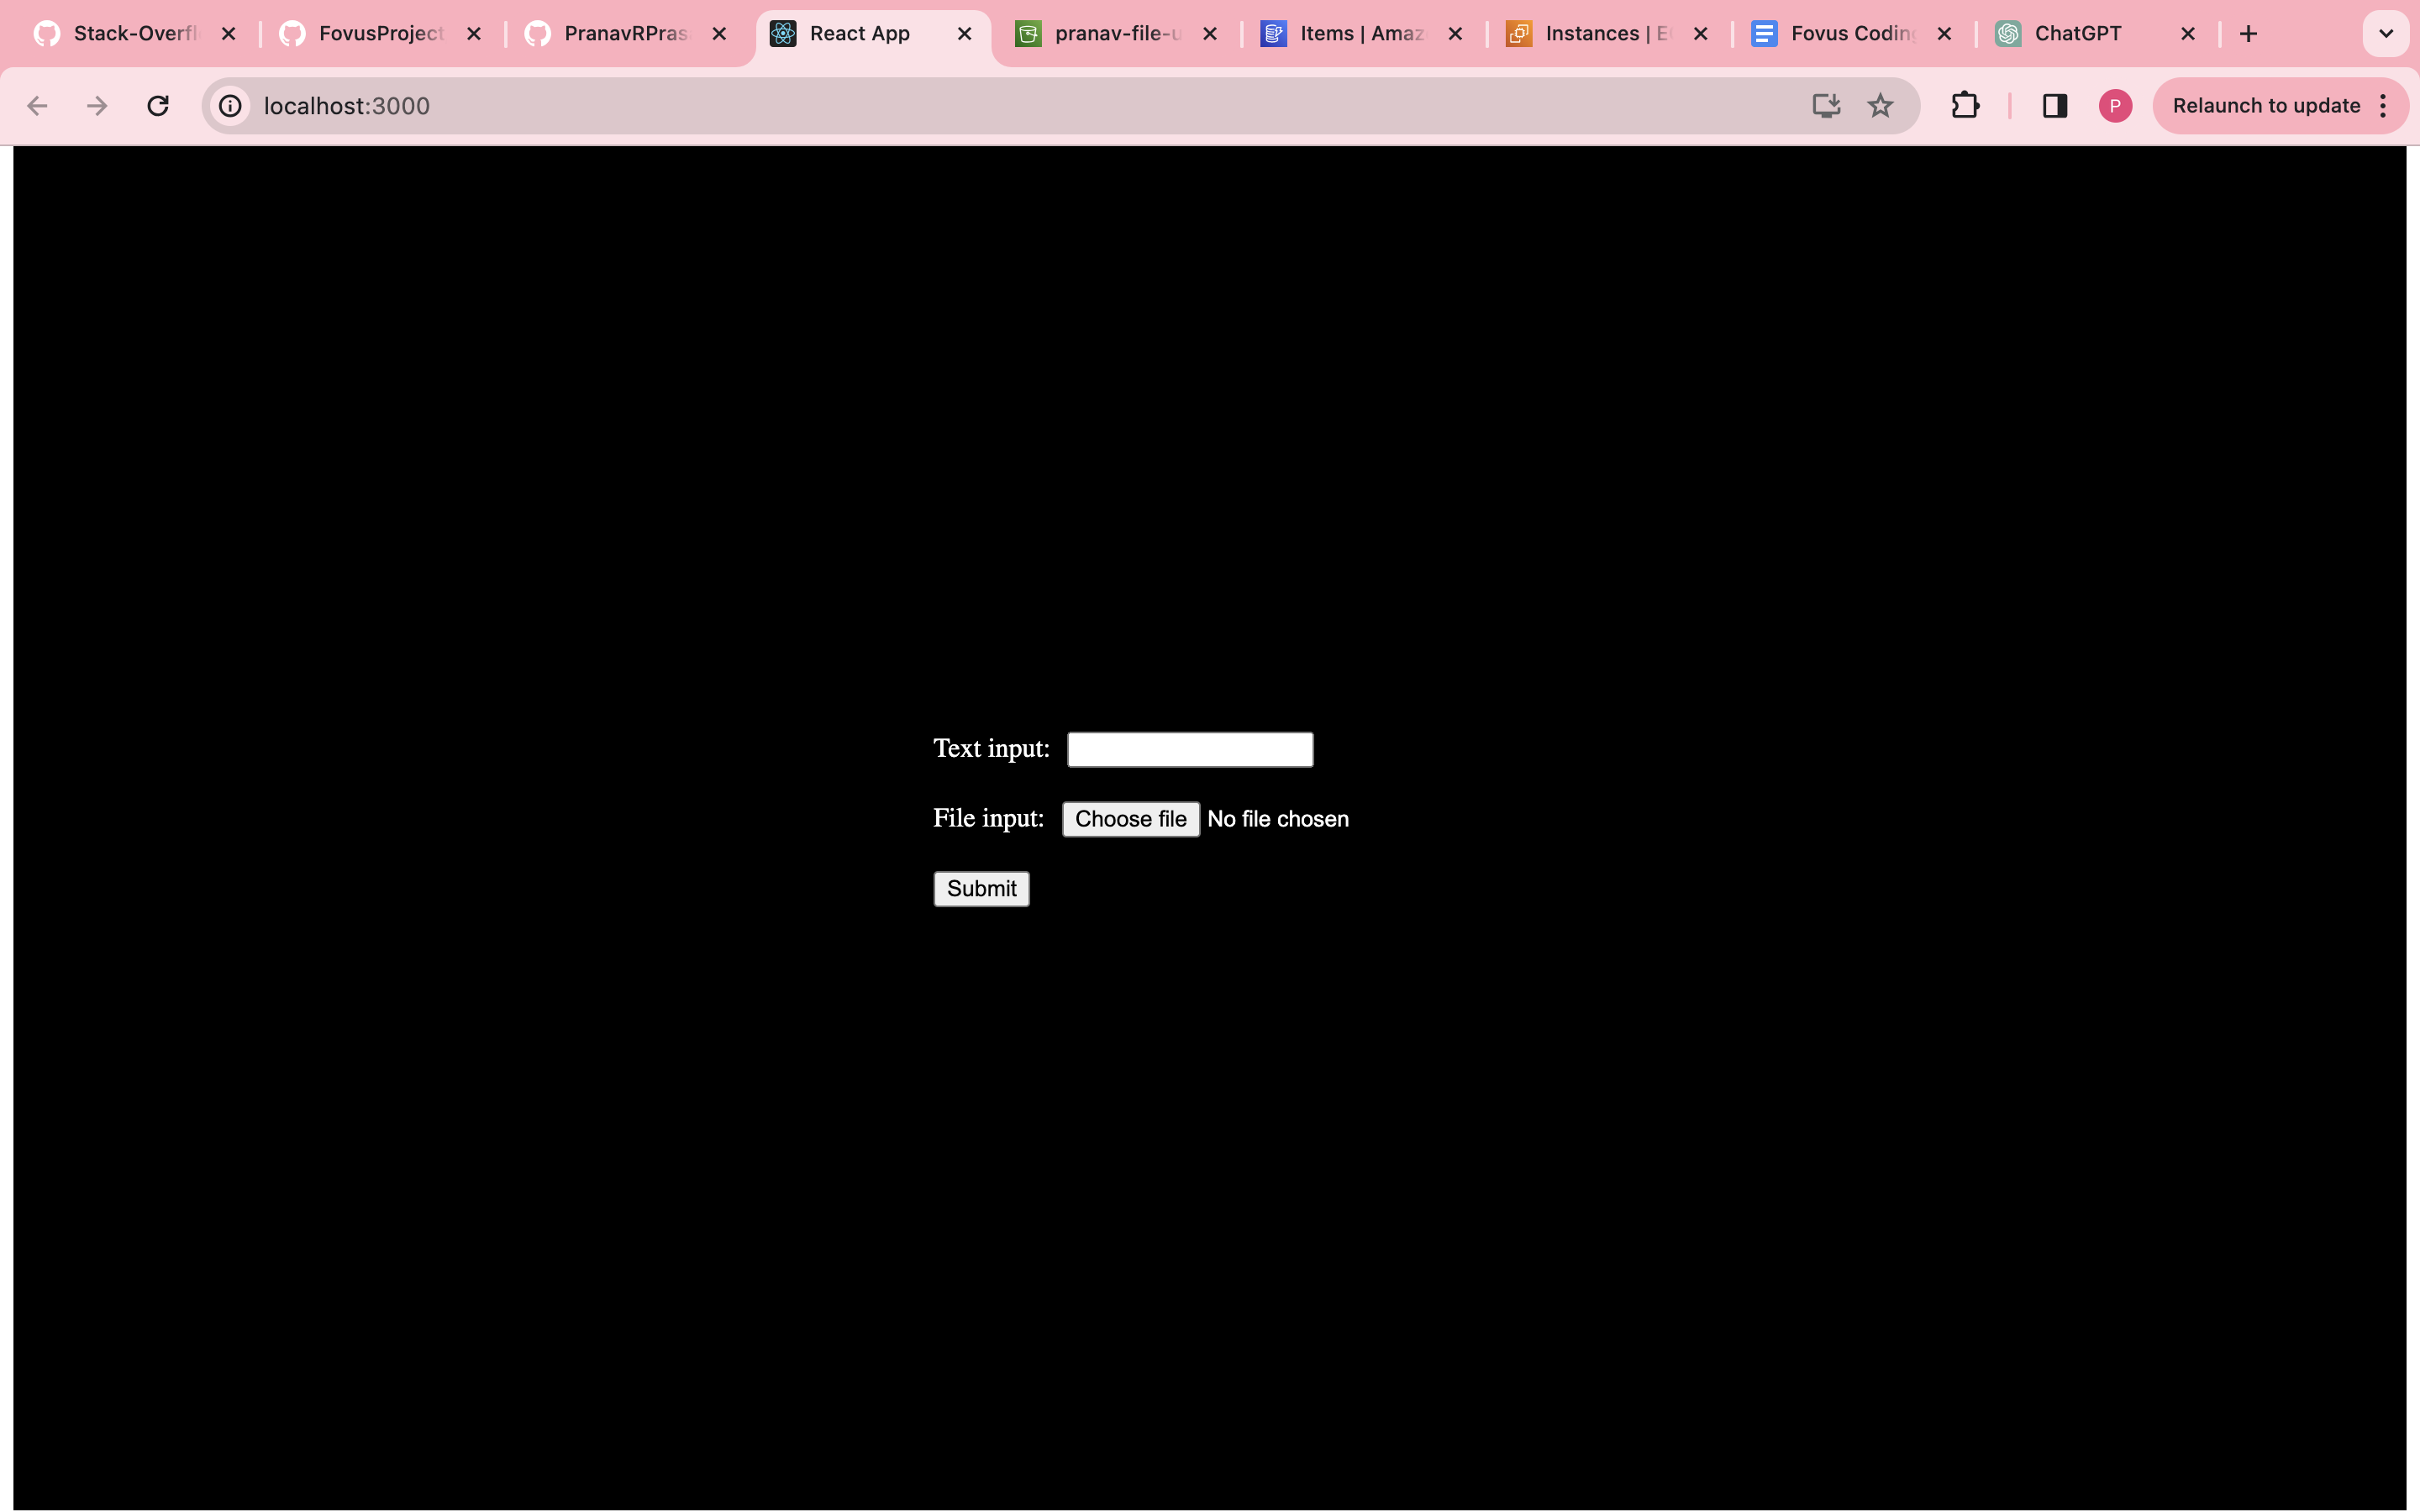 Stack-Overfl
FovusProject
PranavRPras
React App
pranav-file-u
Items | Amaz
Instances | E
Fovus Coding
ChatGPT
localhost:3000
P
Relaunch to update
Text input:
File input: Choose file No file chosen
Submit